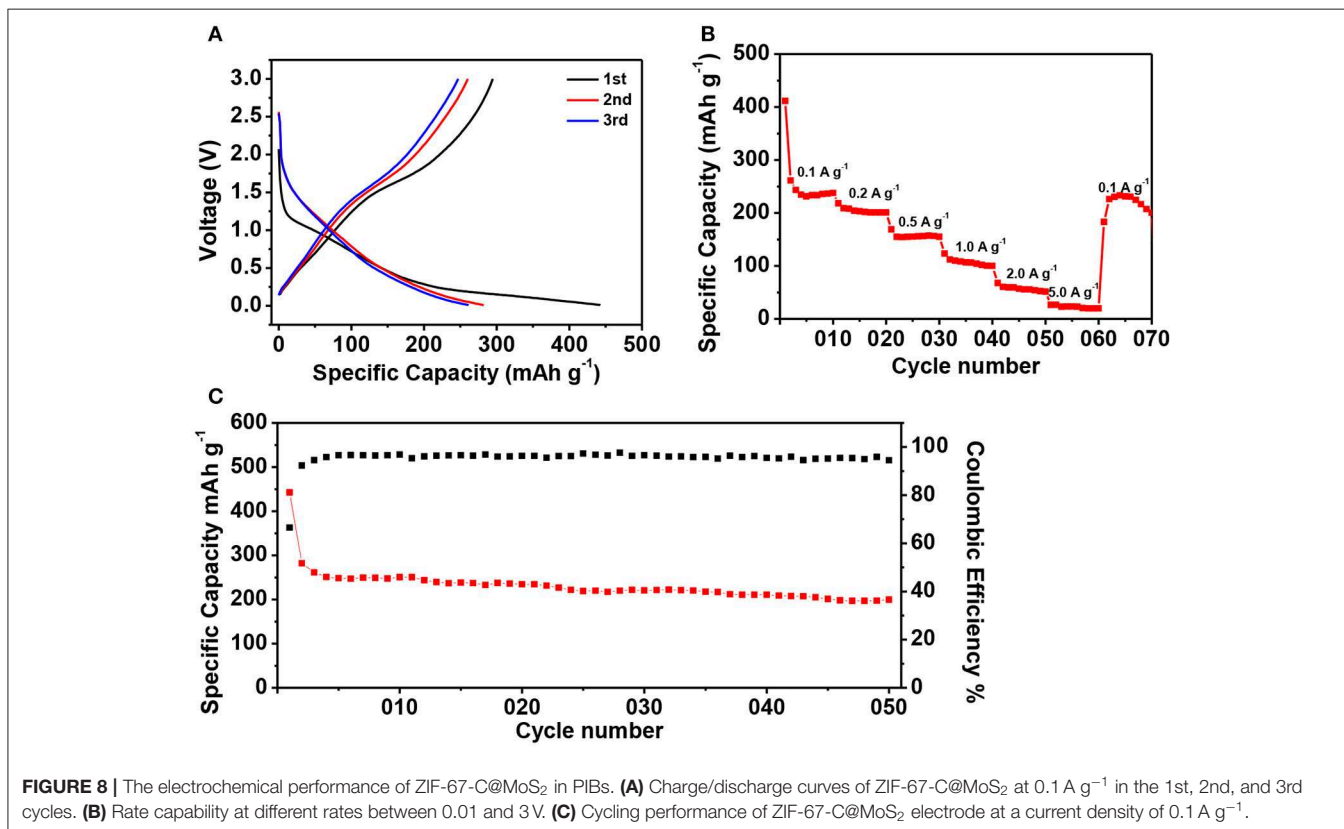 A
3.0
2.5
2.0
1.5
1.0
0.5
0.0
Voltage (V)
1st
2nd
3rd
0 100 200 300 400 500
Specific Capacity (mAh g⁻¹)
B
500
400
300
200
100
0
Specific Capacity (mAh g⁻¹)
0.1 A g⁻¹
0.2 A g⁻¹
0.5 A g⁻¹
1.0 A g⁻¹
2.0 A g⁻¹
5.0 A g⁻¹
0.1 A g⁻¹
010 020 030 040 050 060 070
Cycle number
C
600
500
400
300
200
100
0
Specific Capacity mAh g⁻¹
100
80
60
40
20
0
Coulombic Efficiency %
010 020 030 040 050
Cycle number
FIGURE 8 | The electrochemical performance of ZIF-67-C@MoS₂ in PIBs. (A) Charge/discharge curves of ZIF-67-C@MoS₂ at 0.1 A g⁻¹ in the 1st, 2nd, and 3rd
cycles. (B) Rate capability at different rates between 0.01 and 3 V. (C) Cycling performance of ZIF-67-C@MoS₂ electrode at a current density of 0.1 A g⁻¹.